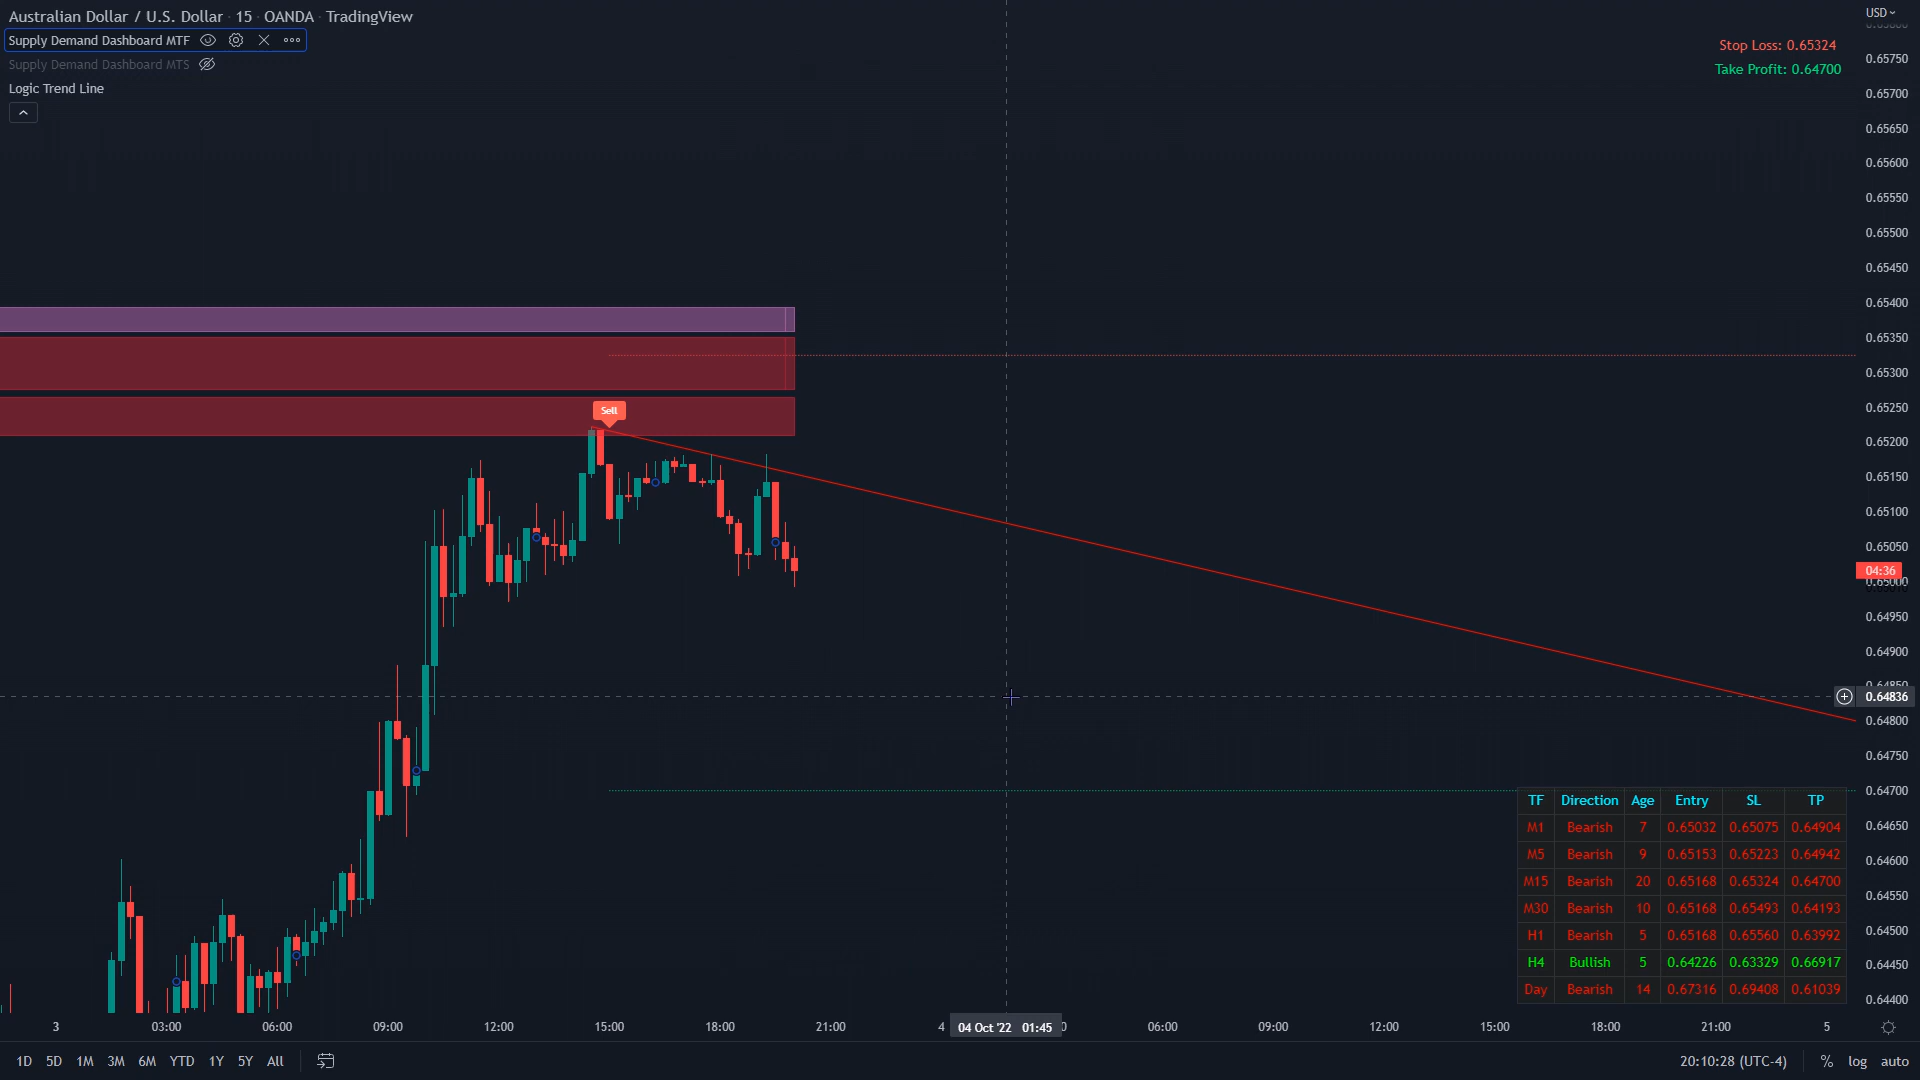 Australian Dollar / U.S. Dollar · 15 · OANDA · TradingView
USD
Supply Demand Dashboard MTF
Supply Demand Dashboard MTS
Logic Trend Line
Stop Loss: 0.65324
Take Profit: 0.64700
0.65750
0.65700
0.65650
0.65600
0.65550
0.65500
0.65450
0.65400
0.65350
0.65300
0.65250
0.65200
0.65150
0.65100
0.65050
04:36
0.65000
0.64950
0.64900
0.64850
0.64836
0.64800
0.64750
0.64700
0.64650
0.64600
0.64550
0.64500
0.64450
0.64400
Sell
TF Direction Age Entry SL TP
M1 Bearish 7 0.65032 0.65075 0.64904
M5 Bearish 9 0.65153 0.65223 0.64942
M15 Bearish 20 0.65168 0.65324 0.64700
M30 Bearish 10 0.65168 0.65493 0.64193
H1 Bearish 5 0.65168 0.65560 0.63992
H4 Bullish 5 0.64226 0.63329 0.66917
Day Bearish 14 0.67316 0.69408 0.61039
3 03:00 06:00 09:00 12:00 15:00 18:00 21:00 4 04 Oct '22 01:45 06:00 09:00 12:00 15:00 18:00 21:00 5
1D 5D 1M 3M 6M YTD 1Y 5Y All
20:10:28 (UTC-4) % log auto